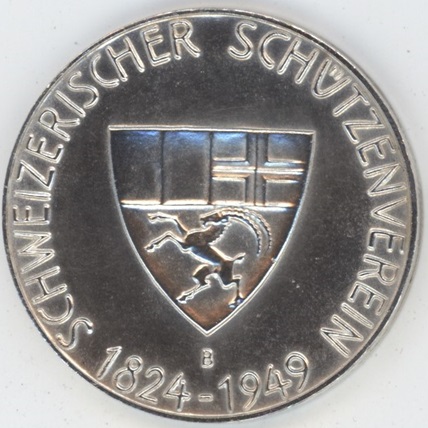 SCHWEIZERISCHER SCHÜTZENVEREIN
B
1824-1949